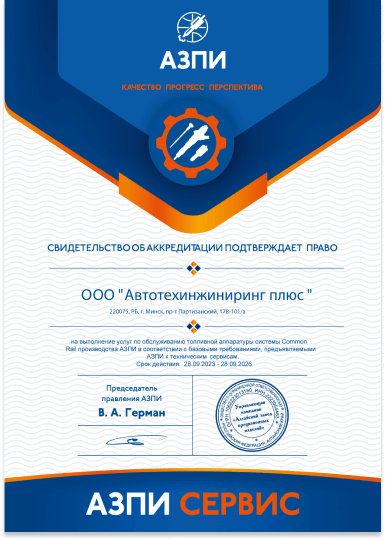 АЗПИ
КАЧЕСТВО ПРОГРЕСС ПЕРСПЕКТИВА
СВИДЕТЕЛЬСТВО ОБ АККРЕДИТАЦИИ ПОДТВЕРЖДАЕТ ПРАВО
ООО "Автотехинжиниринг плюс"
220075, РБ, г. Минск, пр-т Партизанский, 178-101/а
на выполнение услуг по обслуживанию топливной аппаратуры системы Common
Rail производства АЗПИ в соответствии с базовыми требованиями, предъявляемыми
АЗПИ к техническим сервисам.
Срок действия: 28.09.2023 - 28.09.2026
Председатель
правления АЗПИ
В. А. Герман
Управляющая
компания
«Алтайский завод
прецизионных
изделий»
АЗПИ СЕРВИС